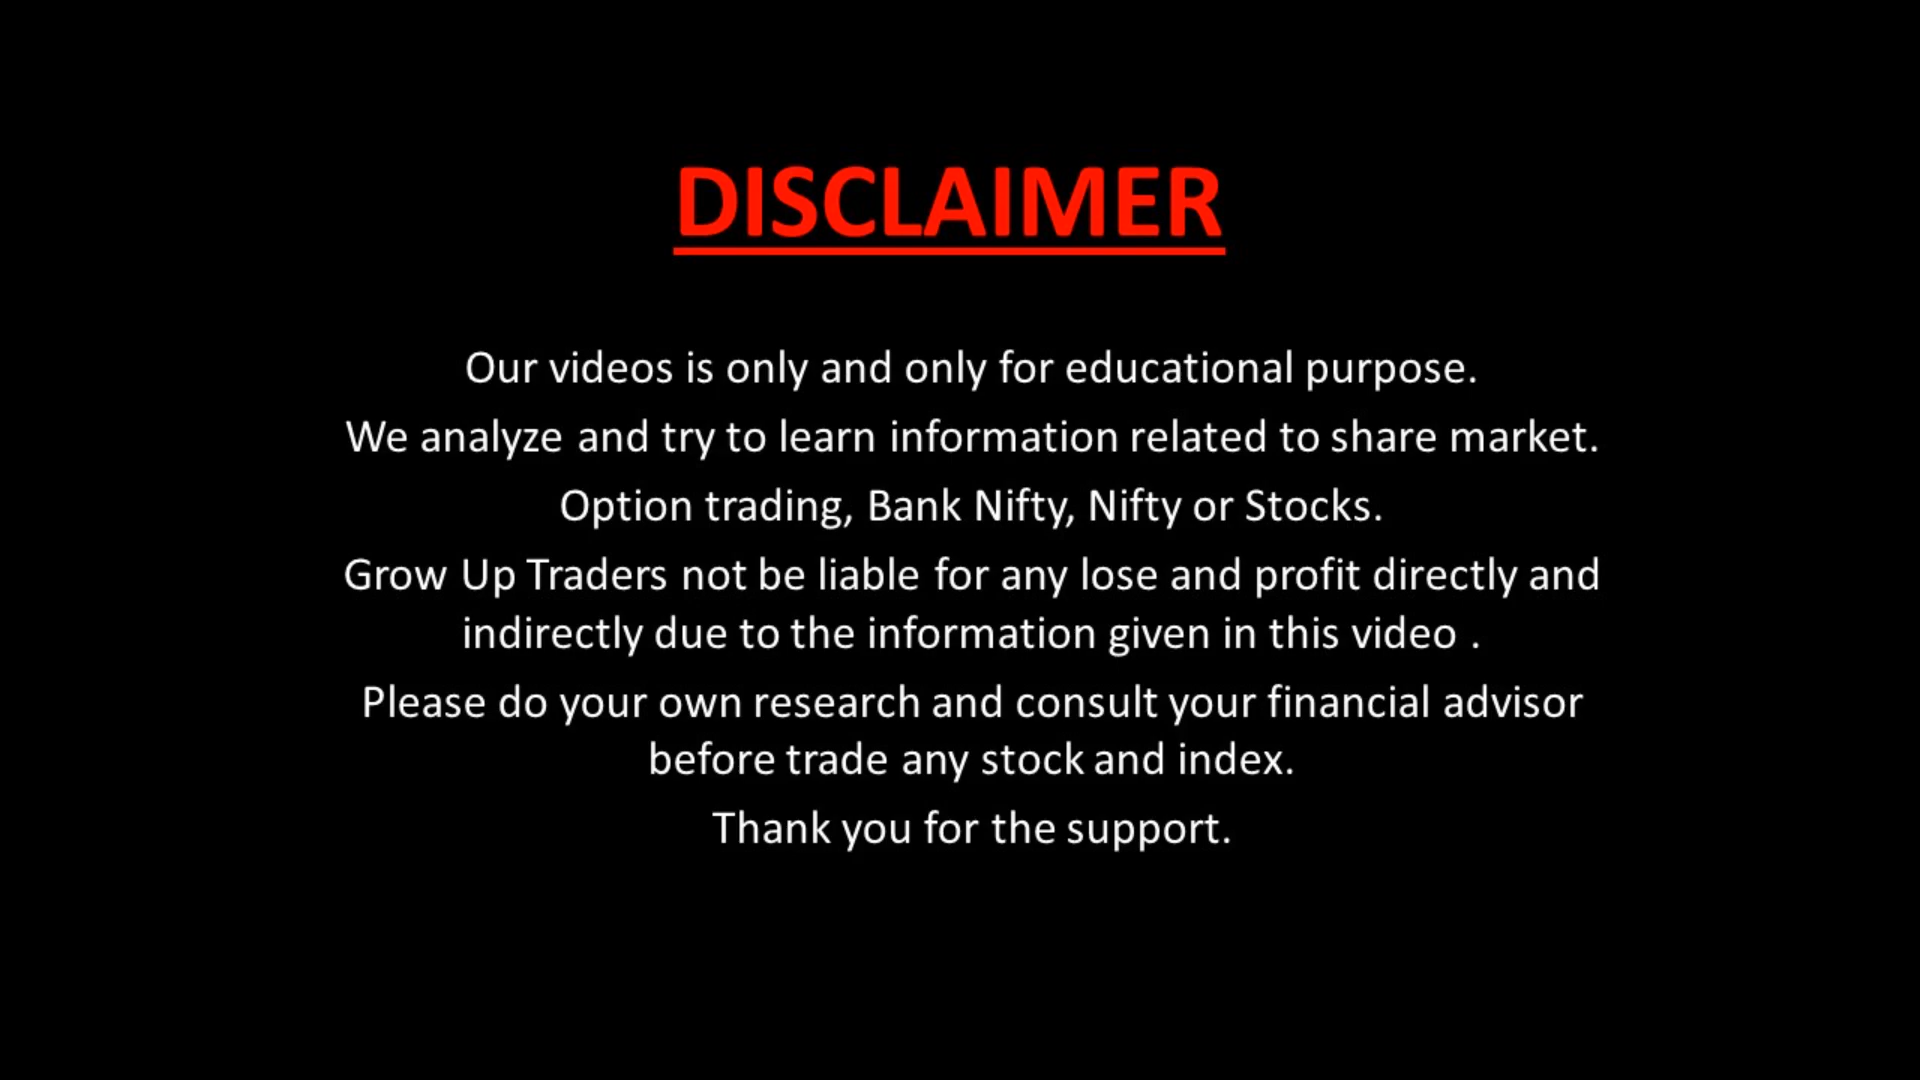 DISCLAIMER
Our videos is only and only for educational purpose.
We analyze and try to learn information related to share market.
Option trading, Bank Nifty, Nifty or Stocks.
Grow Up Traders not be liable for any lose and profit directly and
indirectly due to the information given in this video .
Please do your own research and consult your financial advisor
before trade any stock and index.
Thank you for the support.